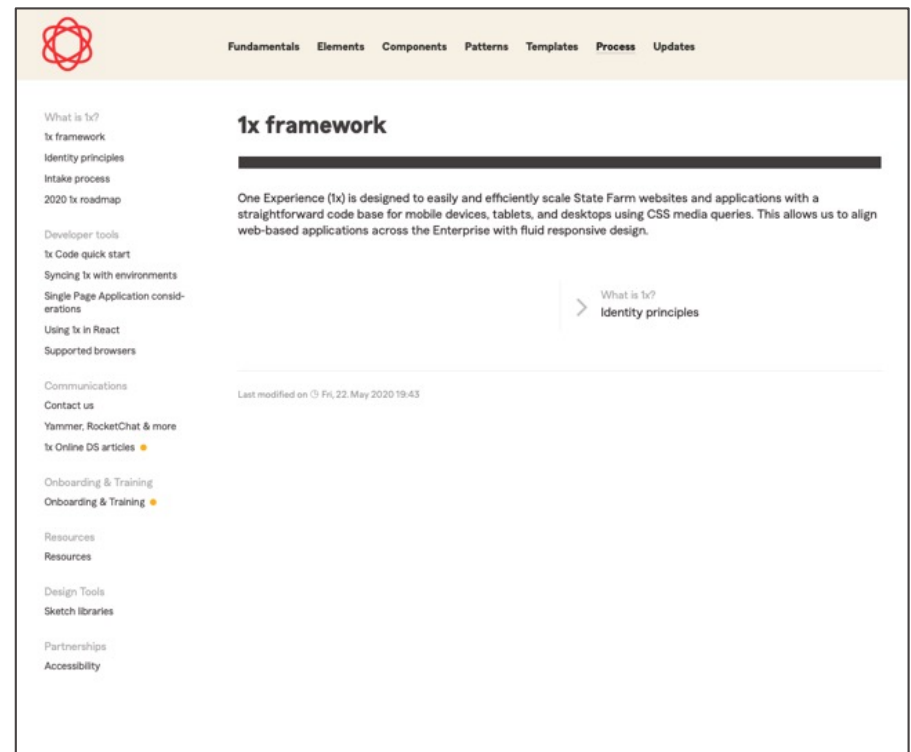 Fundamentals Elements Components Patterns Templates Process Updates
What is 1x?
1x framework
Identity principles
Intake process
2020 1x roadmap
Developer tools
1x Code quick start
Syncing 1x with environments
Single Page Application consid-
erations
Using 1x in React
Supported browsers
Communications
Contact us
Yammer, RocketChat & more
1x Online DS articles
Onboarding & Training
Onboarding & Training
Resources
Resources
Design Tools
Sketch libraries
Partnerships
Accessibility
1x framework
One Experience (1x) is designed to easily and efficiently scale State Farm websites and applications with a
straightforward code base for mobile devices, tablets, and desktops using CSS media queries. This allows us to align
web-based applications across the Enterprise with fluid responsive design.
What is 1x?
Identity principles
Last modified on Fri, 22. May 2020 19:43